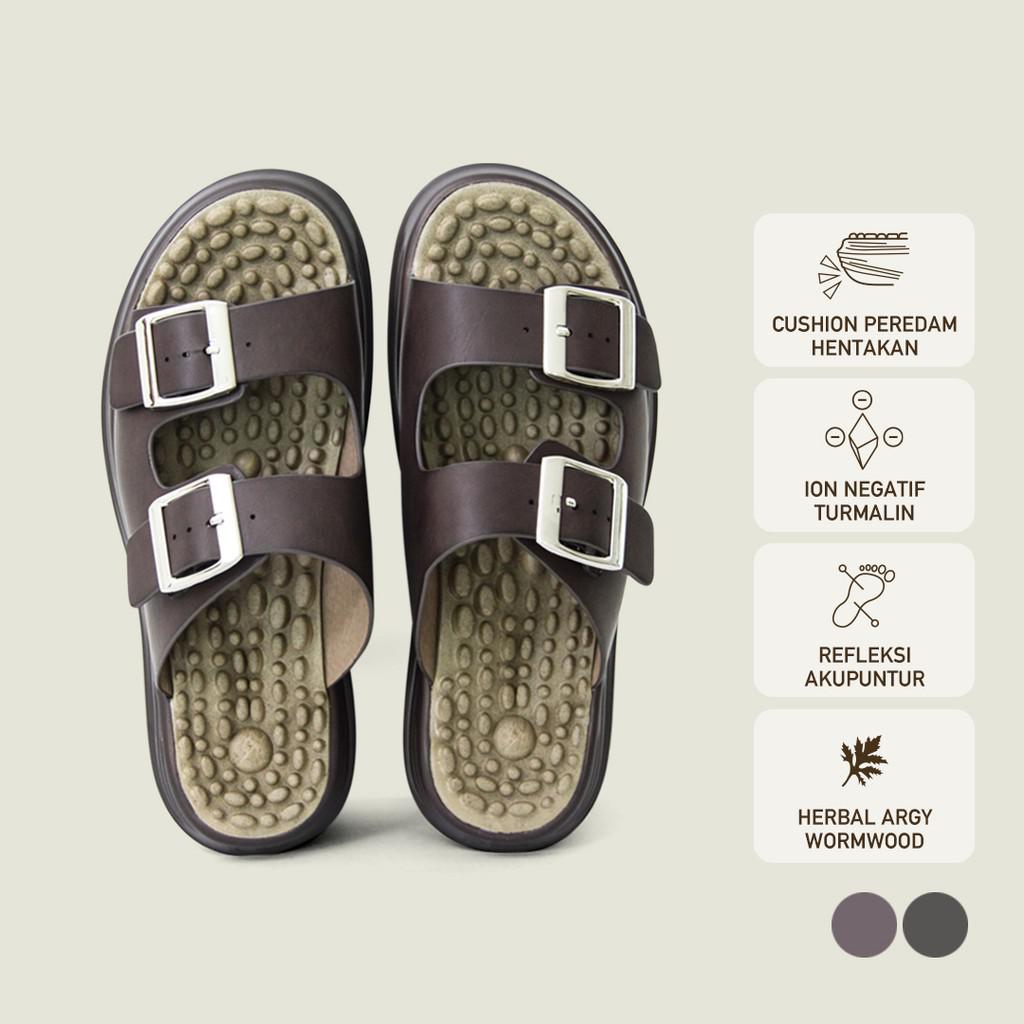 CUSHION PEREDAM
HENTAKAN
ION NEGATIF
TURMALIN
REFLEKSI
AKUPUNTUR
HERBAL ARGY
WORMWOOD